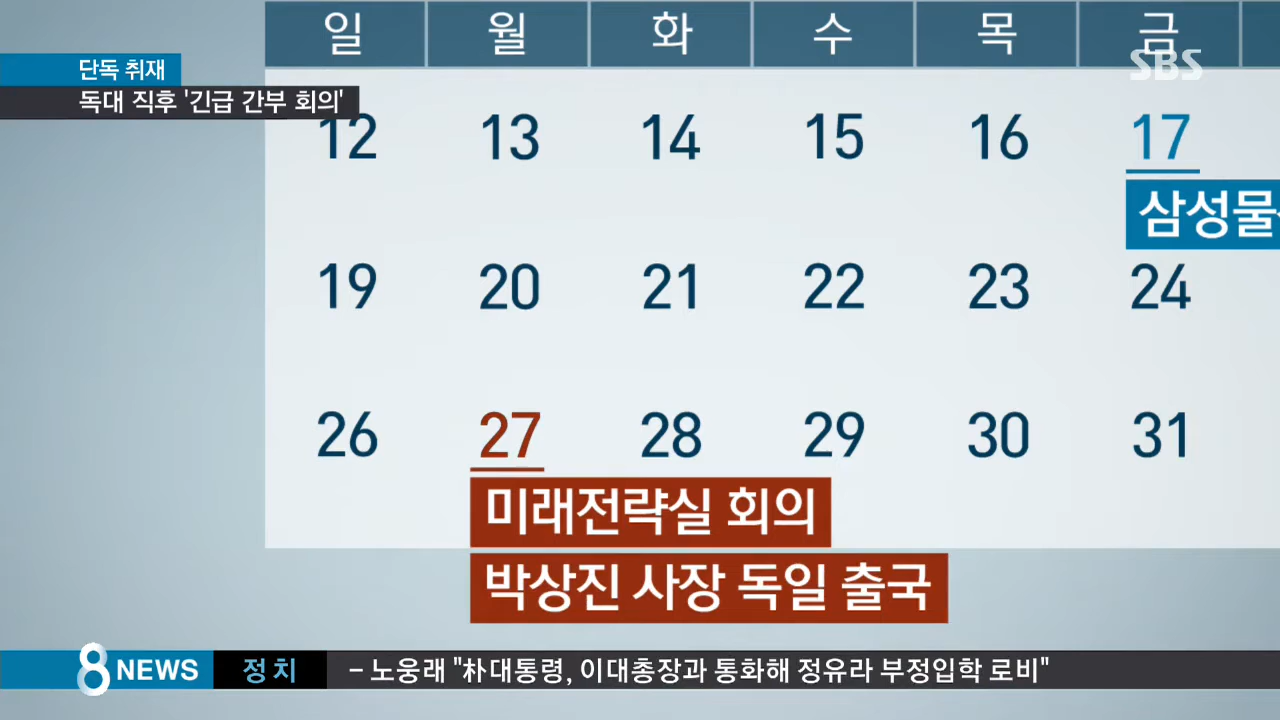 일 월 화 수 목 금
SBS
단독 취재
독대 직후 '긴급 간부 회의'
12 13 14 15 16 17
삼성물
19 20 21 22 23 24
26 27 28 29 30 31
미래전략실 회의
박상진 사장 독일 출국
8 NEWS 정치 - 노웅래 "朴대통령, 이대총장과 통화해 정유라 부정입학 로비"